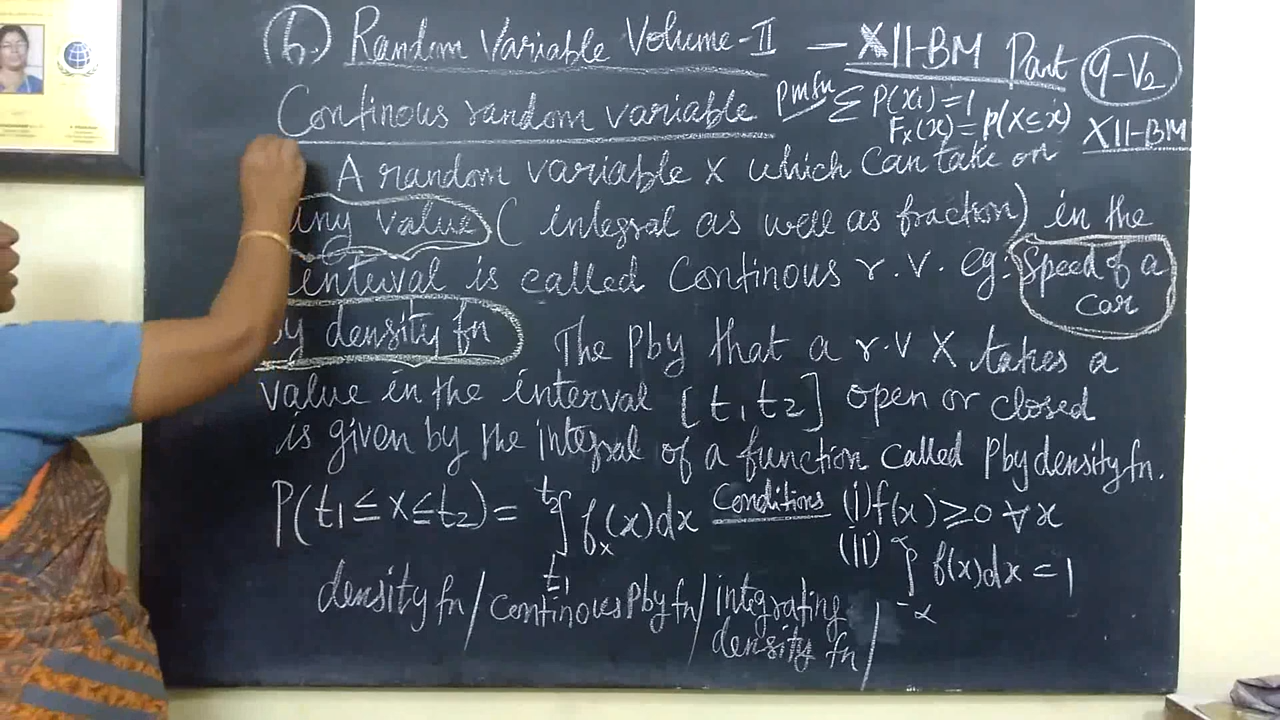 (6.) Random Variable Volume-II — XII-BM Part 9-V2
Continous random variable pmfn Σ P(xi) = 1
Fx(x) = P(X ≤ x) XII-BM
A random variable X which can take on
any value ( integral as well as fraction) in the
interval is called Continous r.v. eg: Speed of a
car
by density fn The Pby that a r.v X takes a
value in the interval [t1 t2] open or closed
is given by the integral of a function called Pby density fn.
P(t1 ≤ x ≤ t2) = t2∫t1 fx(x)dx Conditions (i) f(x) ≥ 0 ∀ x
(ii) ∫-∝ f(x)dx = 1
density fn / continous Pby fn / integrating
density fn /